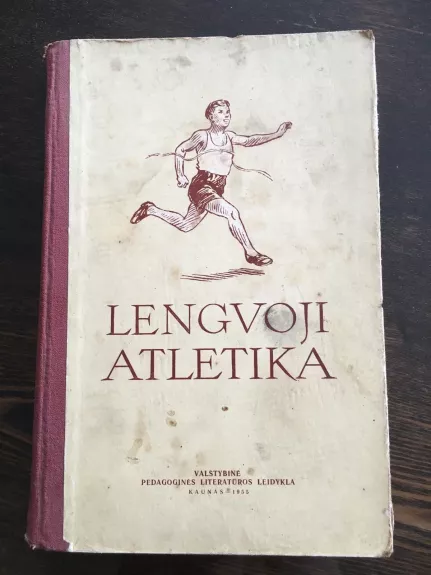 LENGVOJI
ATLETIKA
VALSTYBINĖ
PEDAGOGINĖS LITERATŪROS LEIDYKLA
KAUNAS 1955